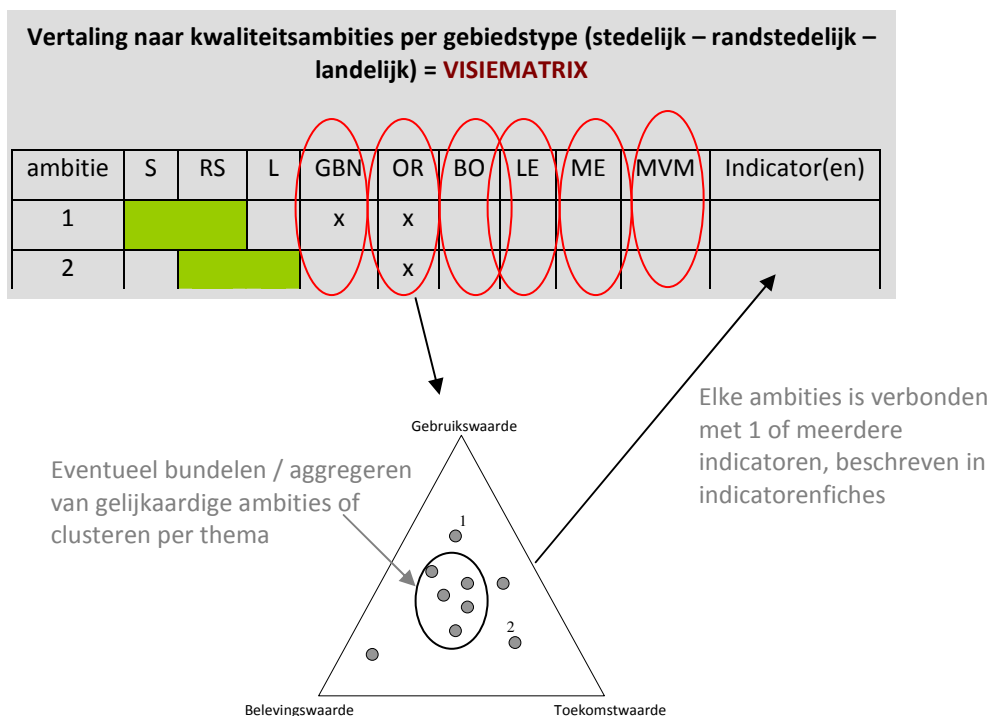 Vertaling naar kwaliteitsambities per gebiedstype (stedelijk – randstedelijk –
landelijk) = VISIEMATRIX
ambitie S RS L GBN OR BO LE ME MVM Indicator(en)
1 x x
2 x
Elke ambities is verbonden
met 1 of meerdere
indicatoren, beschreven in
indicatorenfiches
Gebruikswaarde
Eventueel bundelen / aggregeren
van gelijkaardige ambities of
clusteren per thema
1
2
Belevingswaarde Toekomstwaarde